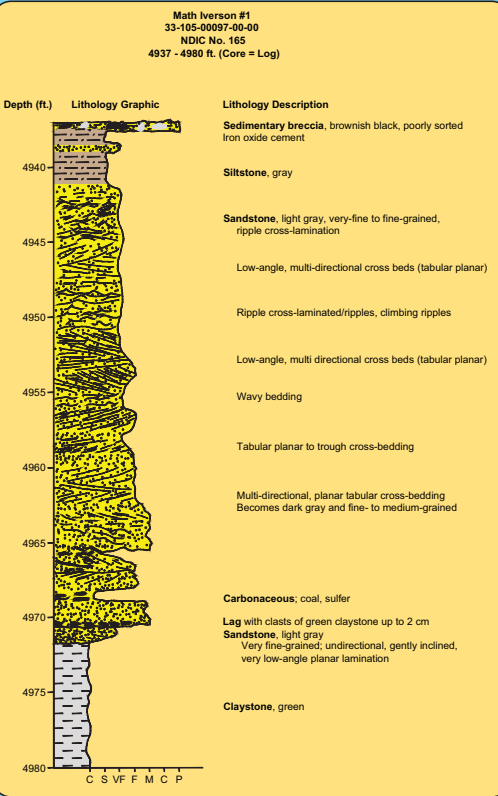 Math Iverson #1
33-105-00097-00-00
NDIC No. 165
4937 - 4980 ft. (Core = Log)
Depth (ft.) Lithology Graphic Lithology Description
Sedimentary breccia, brownish black, poorly sorted
Iron oxide cement
4940
Siltstone, gray
Sandstone, light gray, very-fine to fine-grained,
ripple cross-lamination
4945
Low-angle, multi-directional cross beds (tabular planar)
Ripple cross-laminated/ripples, climbing ripples
4950
Low-angle, multi directional cross beds (tabular planar)
4955
Wavy bedding
Tabular planar to trough cross-bedding
4960
Multi-directional, planar tabular cross-bedding
Becomes dark gray and fine- to medium-grained
4965
Carbonaceous; coal, sulfer
4970
Lag with clasts of green claystone up to 2 cm
Sandstone, light gray
Very fine-grained; undirectional, gently inclined,
very low-angle planar lamination
4975
Claystone, green
4980
C S VF F M C P